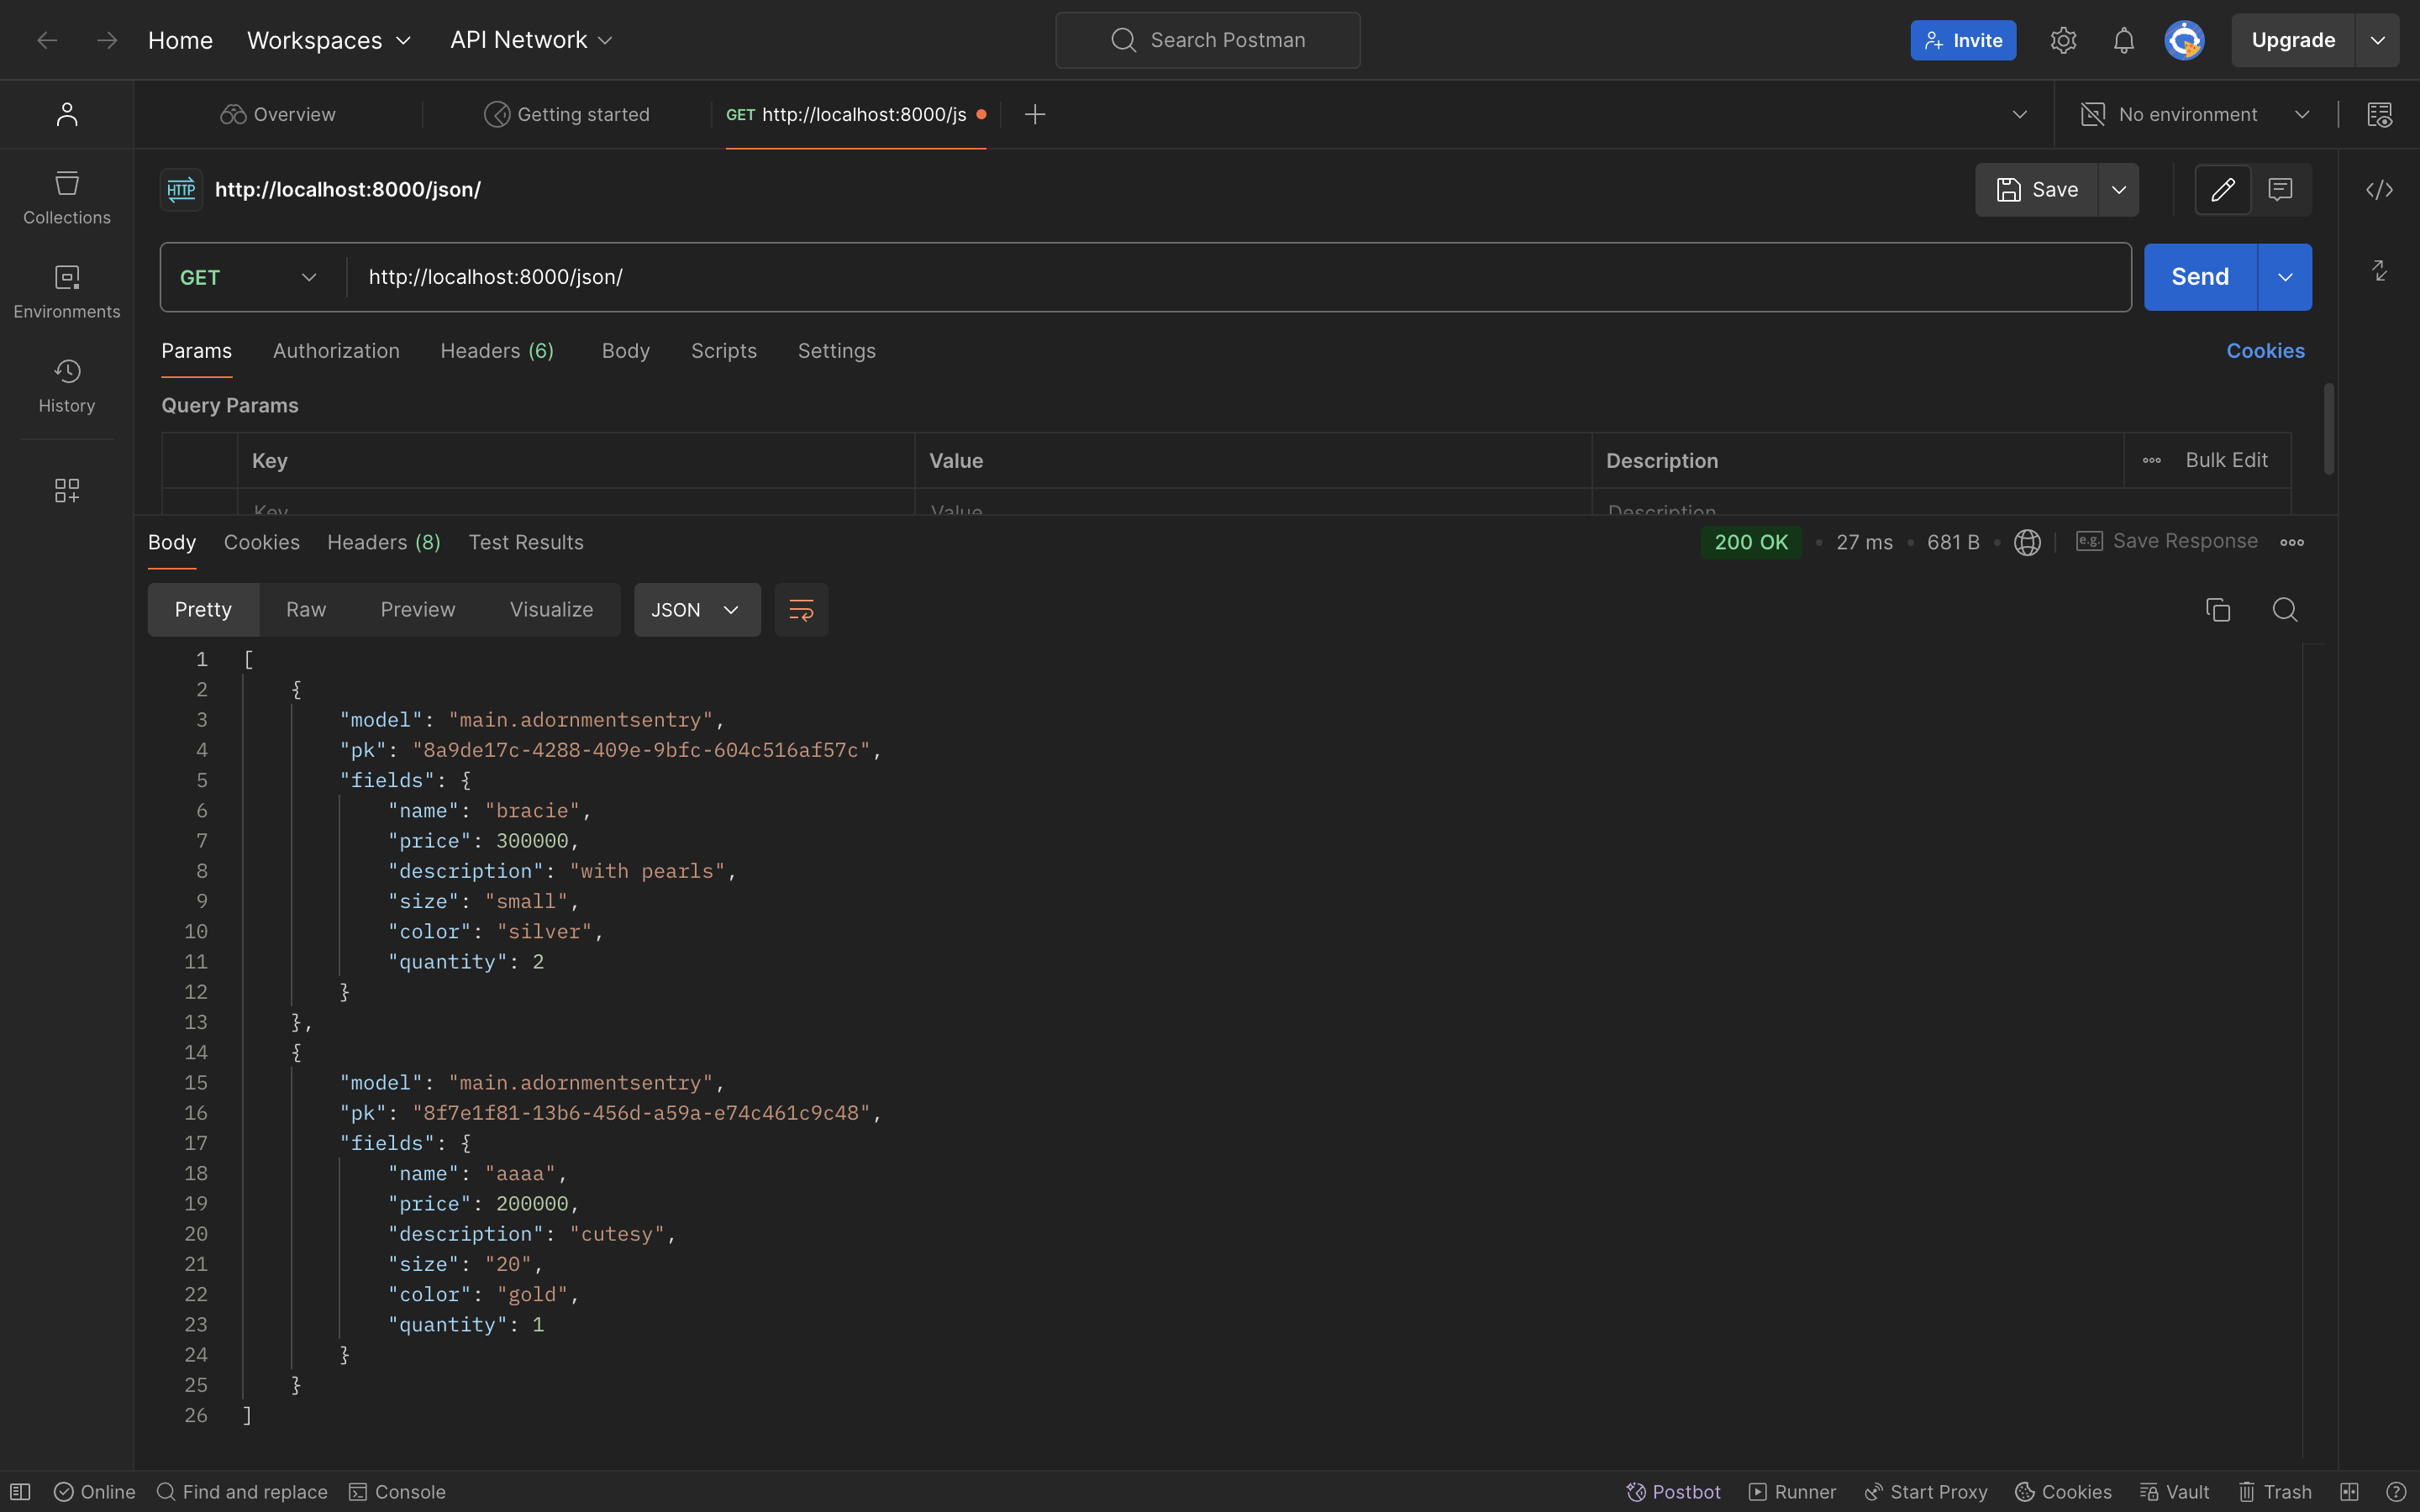 Home Workspaces API Network Search Postman Invite Upgrade
Overview Getting started GET http://localhost:8000/js No environment
HTTP http://localhost:8000/json/ Save
Collections
Environments
History
GET http://localhost:8000/json/ Send
Params Authorization Headers (6) Body Scripts Settings Cookies
Query Params
Key Value Description Bulk Edit
Key Value Description
Body Cookies Headers (8) Test Results 200 OK 27 ms 681 B e.g. Save Response
Pretty Raw Preview Visualize JSON
1 [
2 {
3 "model": "main.adornmentsentry",
4 "pk": "8a9de17c-4288-409e-9bfc-604c516af57c",
5 "fields": {
6 "name": "bracie",
7 "price": 300000,
8 "description": "with pearls",
9 "size": "small",
10 "color": "silver",
11 "quantity": 2
12 }
13 },
14 {
15 "model": "main.adornmentsentry",
16 "pk": "8f7e1f81-13b6-456d-a59a-e74c461c9c48",
17 "fields": {
18 "name": "aaaa",
19 "price": 200000,
20 "description": "cutesy",
21 "size": "20",
22 "color": "gold",
23 "quantity": 1
24 }
25 }
26 ]
Online Find and replace Console Postbot Runner Start Proxy Cookies Vault Trash